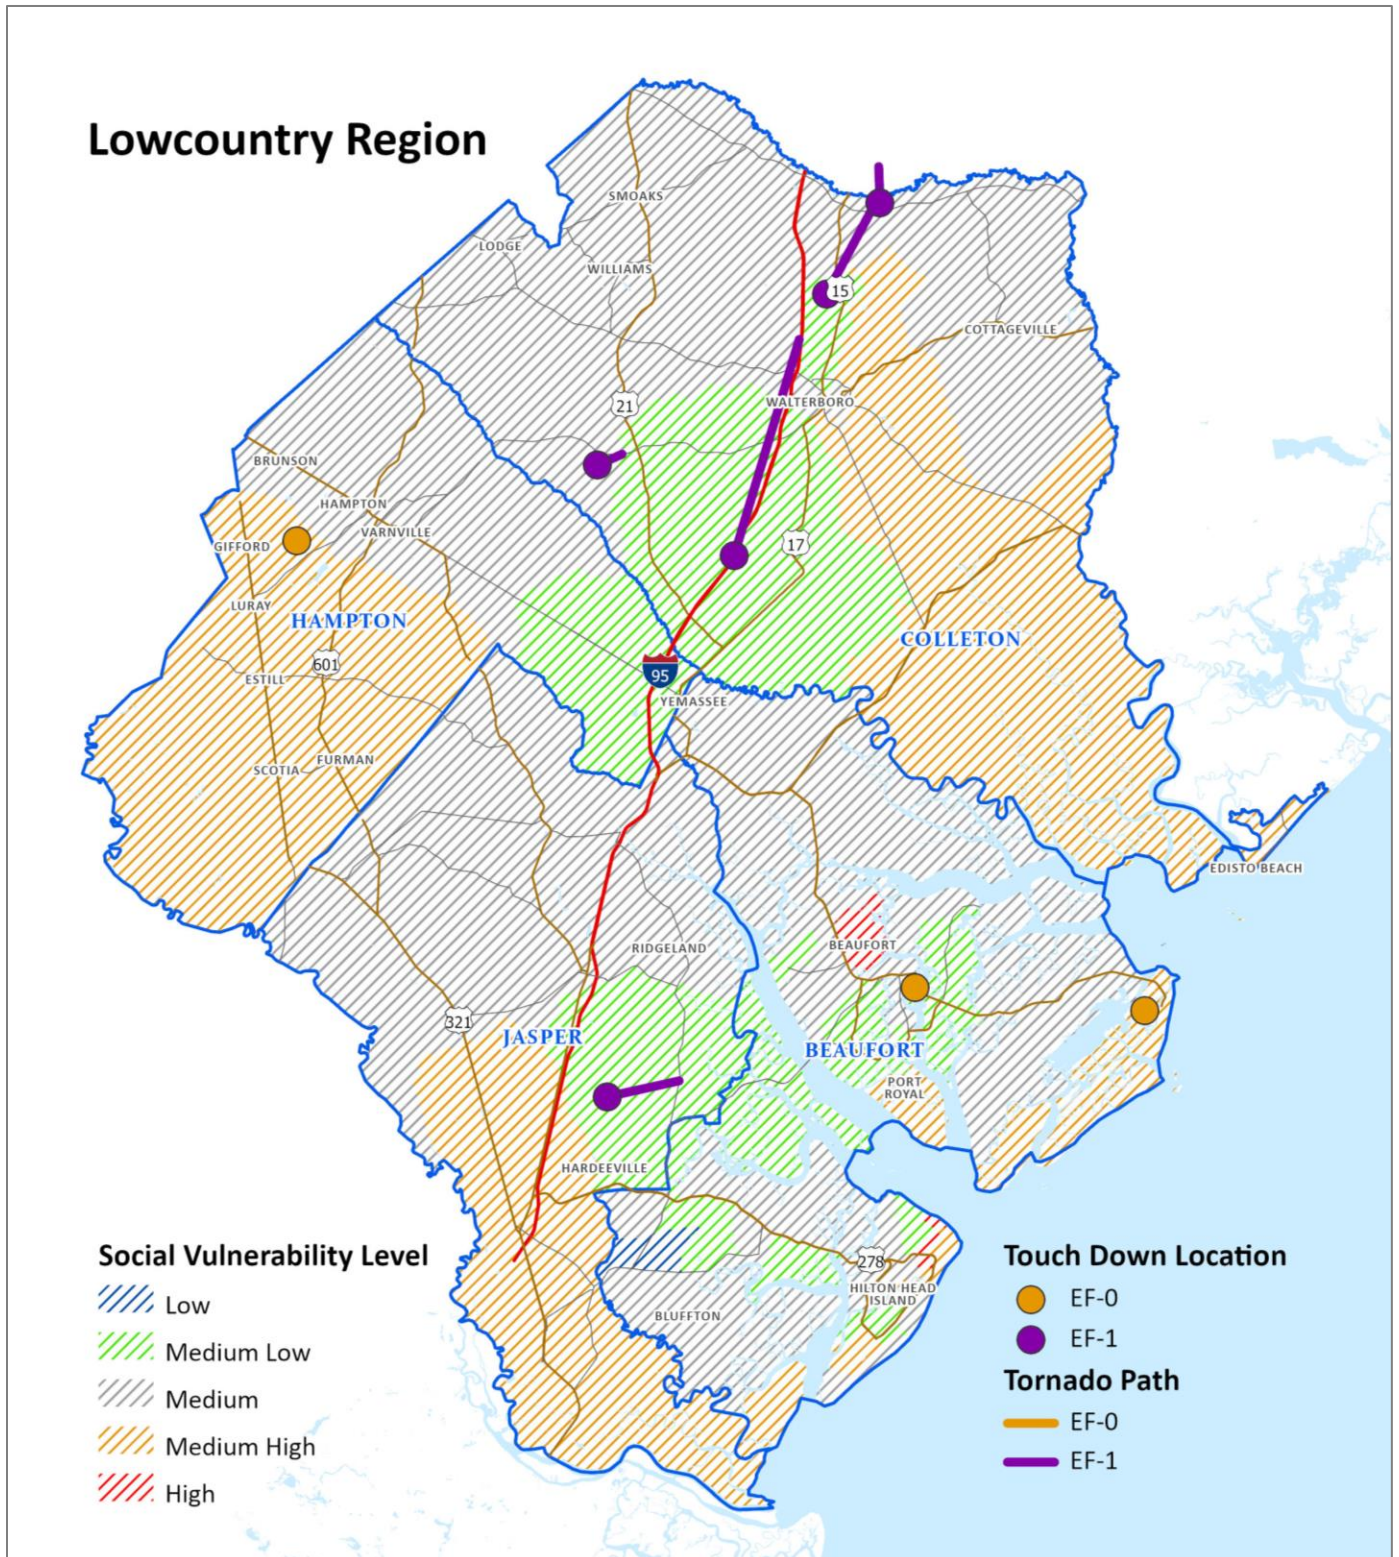 Lowcountry Region
SMOAKS
LODGE
WILLIAMS
15
COTTAGEVILLE
21
WALTERBORO
BRUNSON
HAMPTON
VARNVILLE
GIFFORD
17
LURAY
HAMPTON
COLLETON
601
ESTILL
95
YEMASSEE
FURMAN
SCOTIA
EDISTO BEACH
RIDGELAND
BEAUFORT
321
JASPER
BEAUFORT
PORT
ROYAL
HARDEEVILLE
278
HILTON HEAD
ISLAND
BLUFFTON
Social Vulnerability Level
Low
Medium Low
Medium
Medium High
High
Touch Down Location
EF-0
EF-1
Tornado Path
EF-0
EF-1